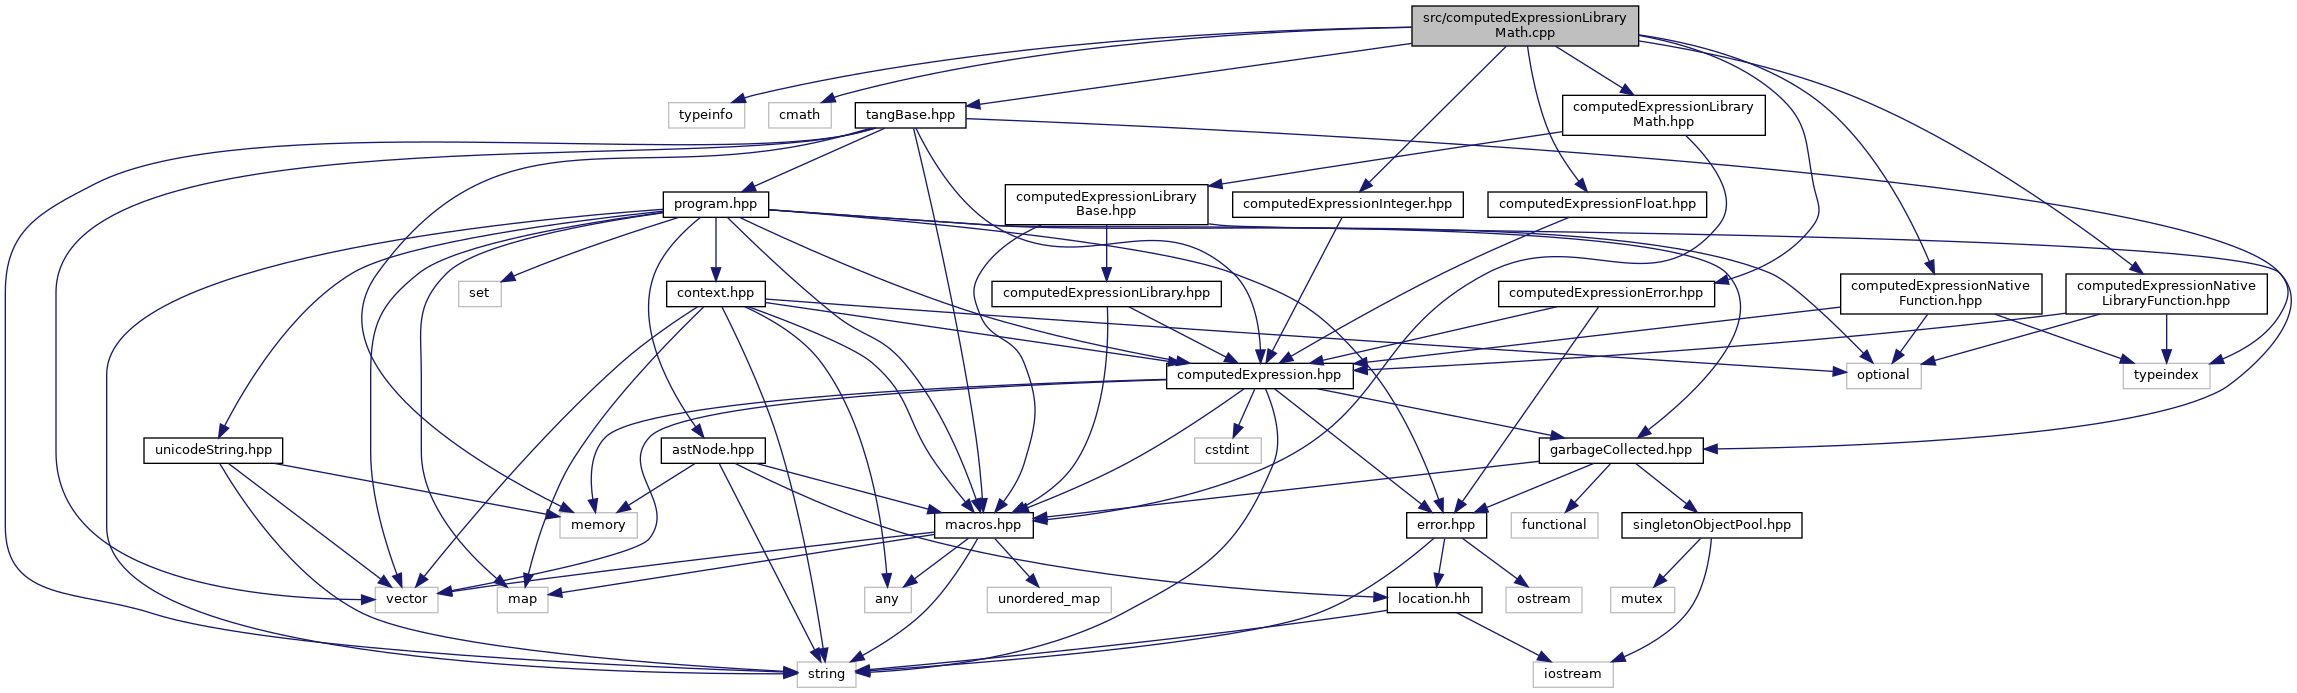 src/computedExpressionLibrary
Math.cpp
typeinfo
cmath
tangBase.hpp
computedExpressionLibrary
Math.hpp
program.hpp
computedExpressionLibrary
Base.hpp
computedExpressionInteger.hpp
computedExpressionFloat.hpp
set
context.hpp
computedExpressionLibrary.hpp
computedExpressionError.hpp
computedExpressionNative
Function.hpp
computedExpressionNative
LibraryFunction.hpp
computedExpression.hpp
optional
typeindex
unicodeString.hpp
astNode.hpp
cstdint
garbageCollected.hpp
memory
macros.hpp
error.hpp
functional
singletonObjectPool.hpp
vector
map
any
unordered_map
location.hh
ostream
mutex
string
iostream